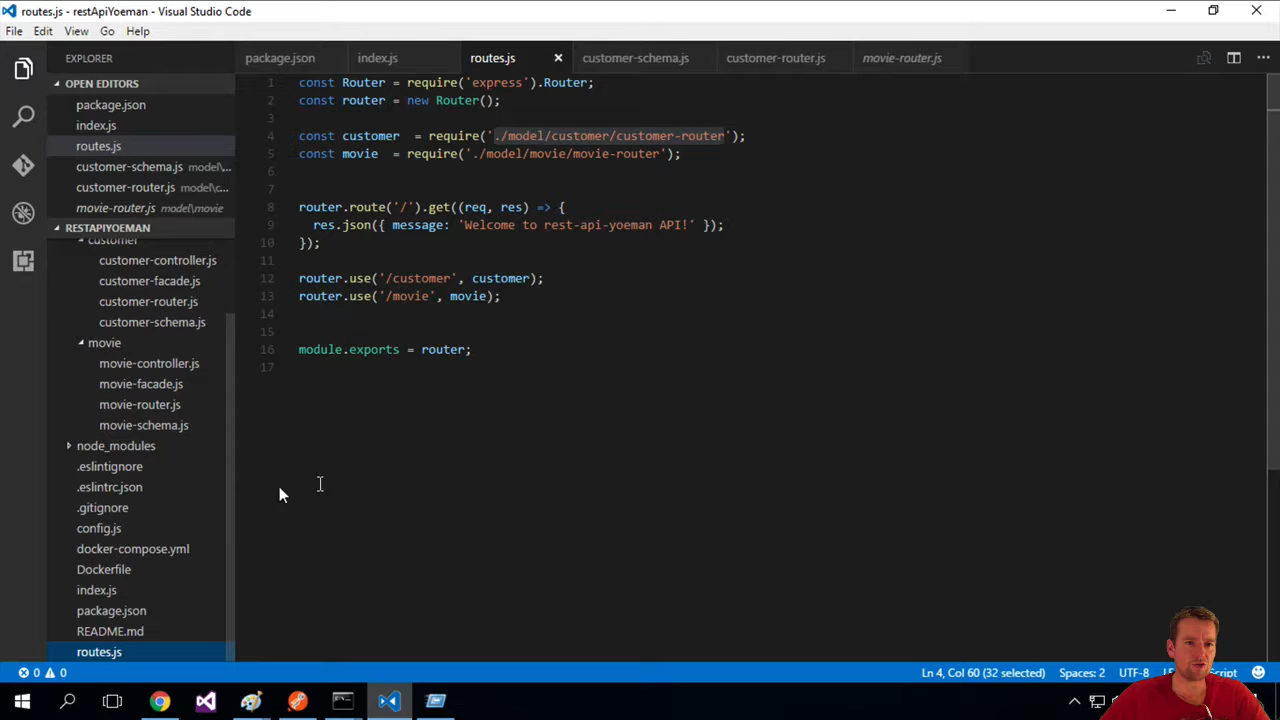 routes.js - restApiYoeman - Visual Studio Code
File Edit View Go Help
EXPLORER
package.json index.js routes.js customer-schema.js customer-router.js movie-router.js
OPEN EDITORS
package.json
index.js
routes.js
customer-schema.js model\...
customer-router.js model\c...
movie-router.js model\movie
RESTAPIYOEMAN
customer
customer-controller.js
customer-facade.js
customer-router.js
customer-schema.js
movie
movie-controller.js
movie-facade.js
movie-router.js
movie-schema.js
node_modules
.eslintignore
.eslintrc.json
.gitignore
config.js
docker-compose.yml
Dockerfile
index.js
package.json
README.md
routes.js
1 const Router = require('express').Router;
2 const router = new Router();
3
4 const customer  = require('./model/customer/customer-router');
5 const movie  = require('./model/movie/movie-router');
6
7
8 router.route('/').get((req, res) => {
9   res.json({ message: 'Welcome to rest-api-yoeman API!' });
10 });
11
12 router.use('/customer', customer);
13 router.use('/movie', movie);
14
15
16 module.exports = router;
17
0 0 Ln 4, Col 60 (32 selected) Spaces: 2 UTF-8